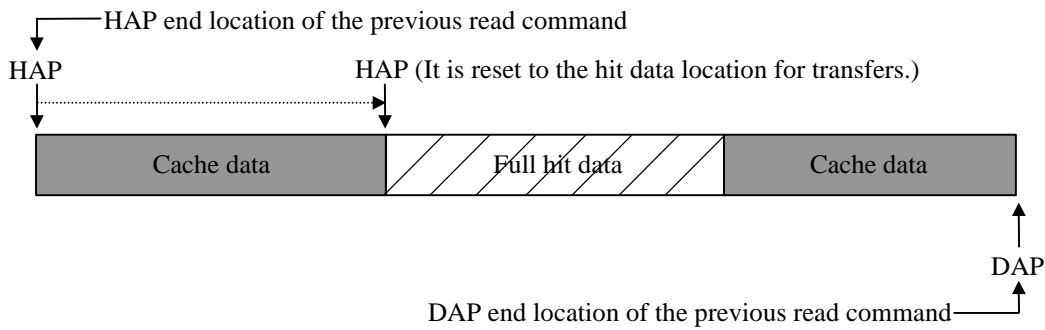 HAP end location of the previous read command
HAP
HAP (It is reset to the hit data location for transfers.)
Cache data
Full hit data
Cache data
DAP
DAP end location of the previous read command